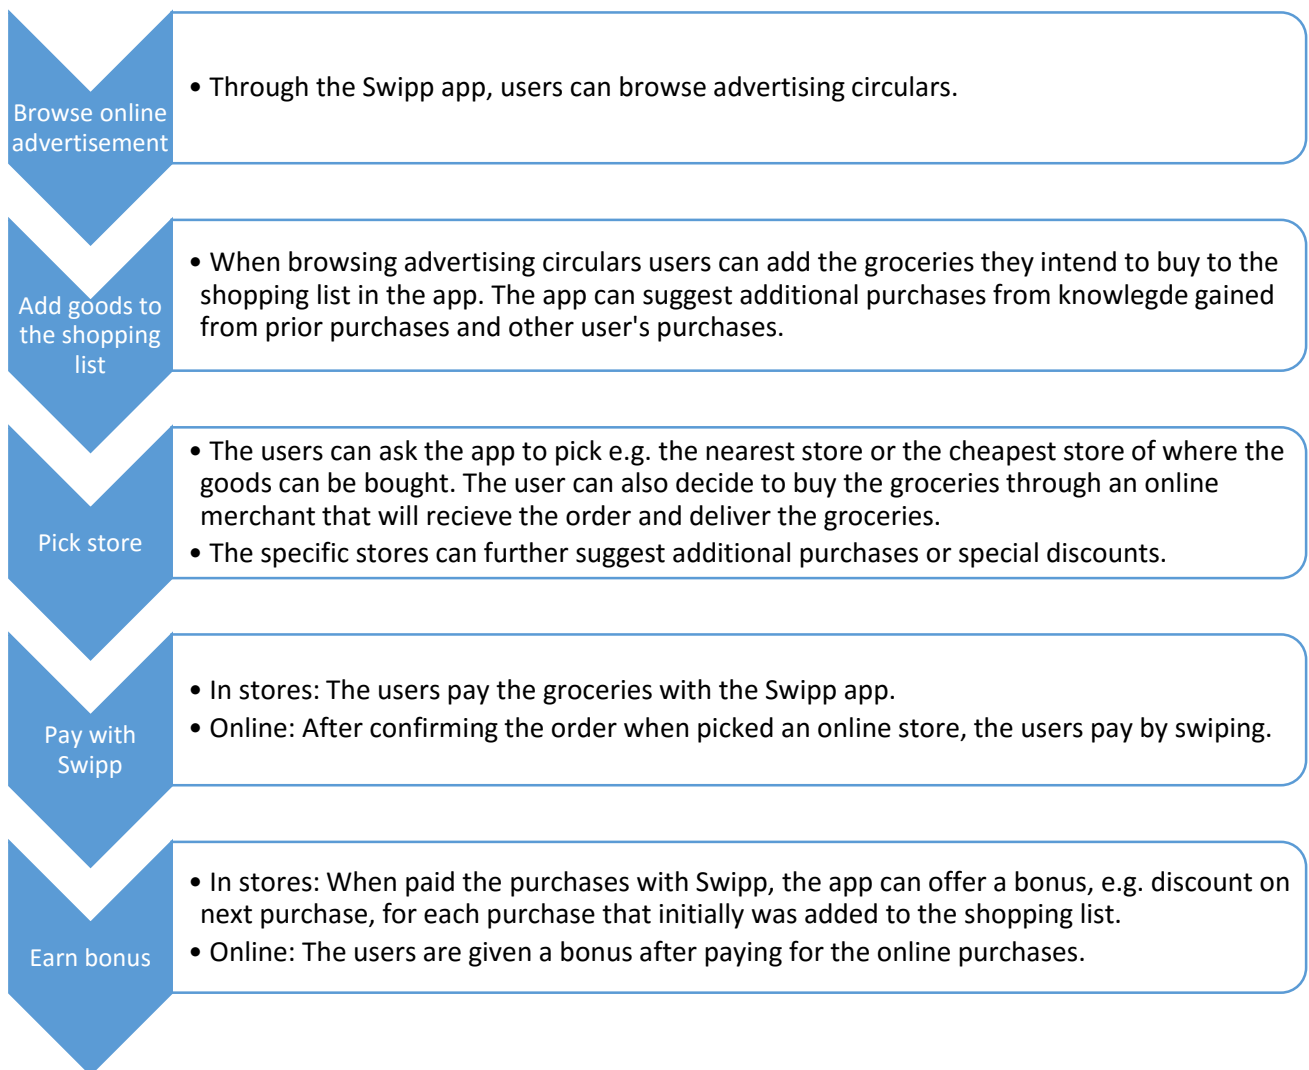 Browse online
advertisement
• Through the Swipp app, users can browse advertising circulars.
Add goods to
the shopping
list
• When browsing advertising circulars users can add the groceries they intend to buy to the
shopping list in the app. The app can suggest additional purchases from knowlegde gained
from prior purchases and other user's purchases.
Pick store
• The users can ask the app to pick e.g. the nearest store or the cheapest store of where the
goods can be bought. The user can also decide to buy the groceries through an online
merchant that will recieve the order and deliver the groceries.
• The specific stores can further suggest additional purchases or special discounts.
Pay with
Swipp
• In stores: The users pay the groceries with the Swipp app.
• Online: After confirming the order when picked an online store, the users pay by swiping.
Earn bonus
• In stores: When paid the purchases with Swipp, the app can offer a bonus, e.g. discount on
next purchase, for each purchase that initially was added to the shopping list.
• Online: The users are given a bonus after paying for the online purchases.